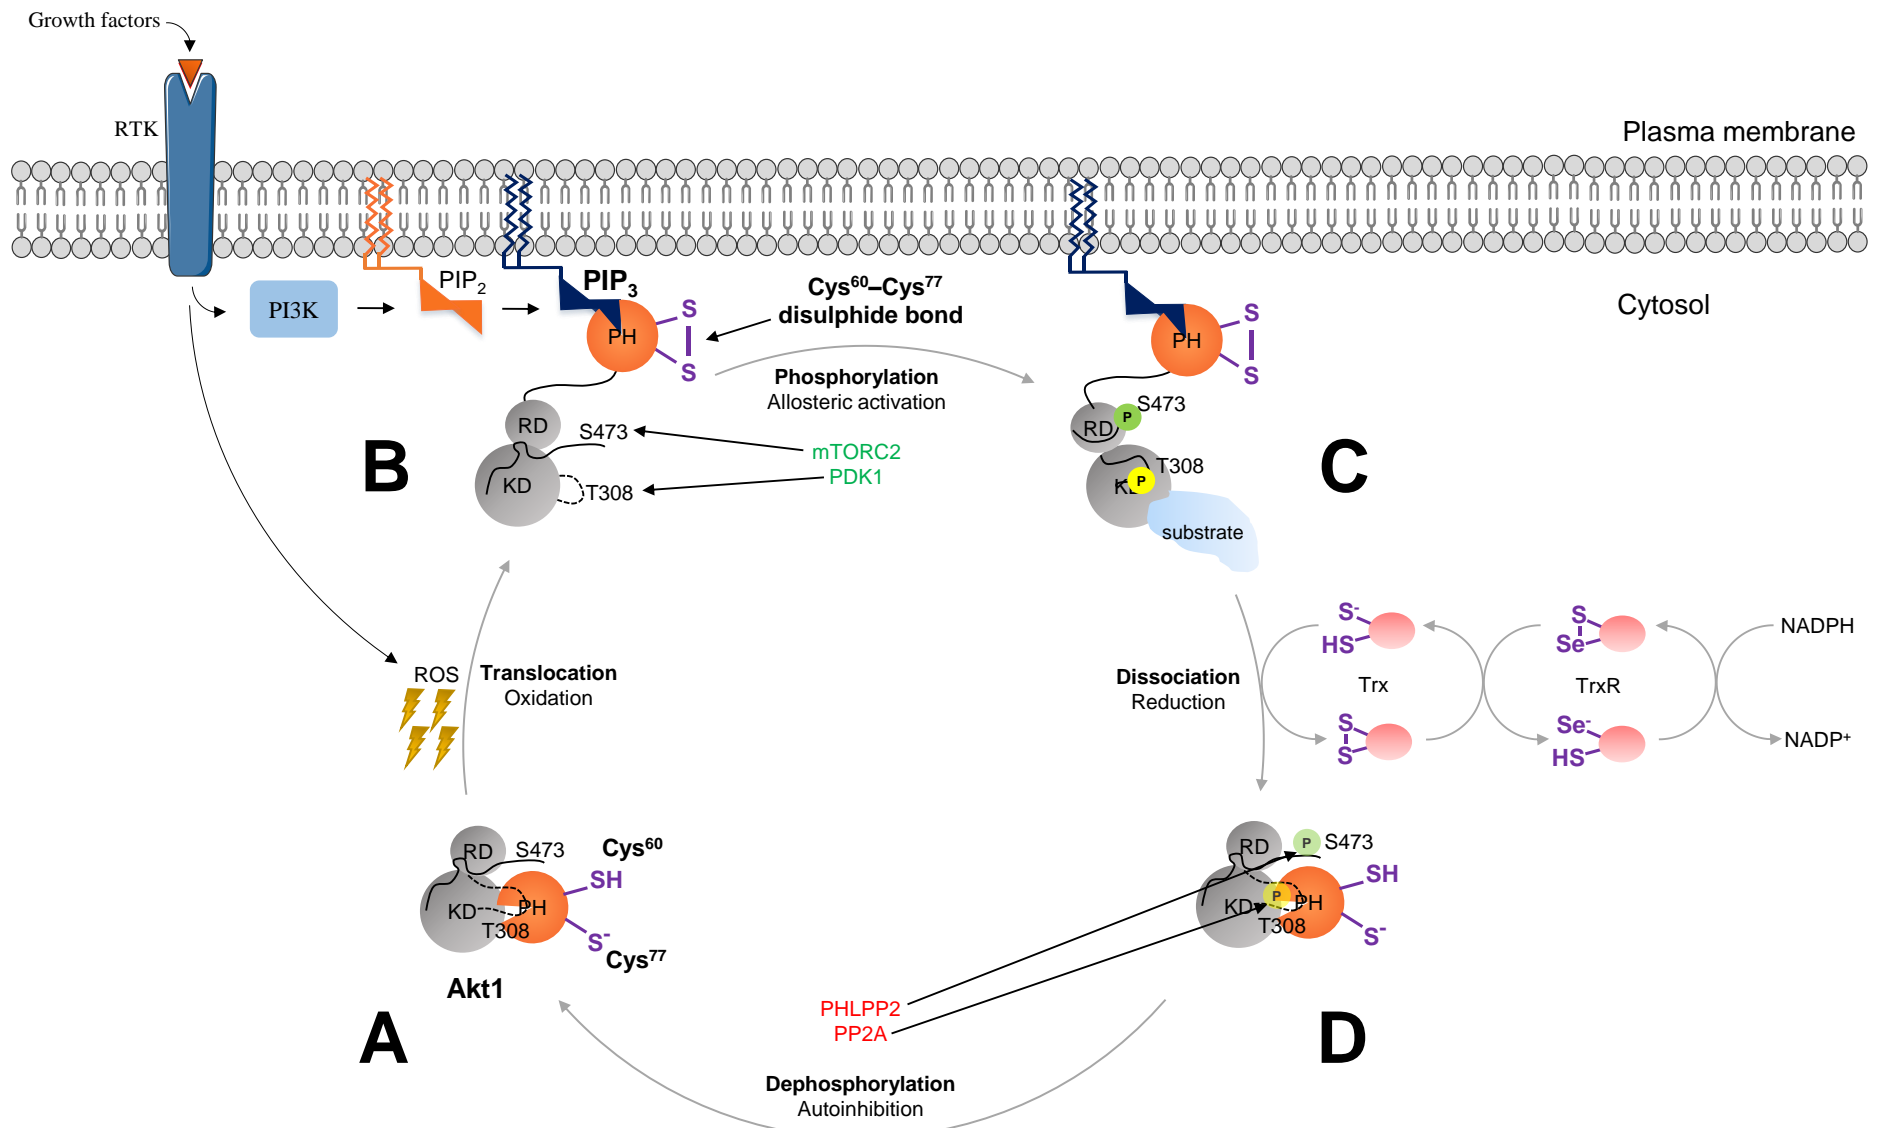 Growth factors
RTK
Plasma membrane
Cytosol
PI3K
PIP2
PIP3
PH
S
S
Cys60–Cys77
disulphide bond
Phosphorylation
Allosteric activation
RD
S473
KD
T308
mTORC2
PDK1
B
PH
S
S
S473
P
RD
T308
P
KD
substrate
C
ROS
Translocation
Oxidation
Dissociation
Reduction
S-
HS
Trx
S
S
S
Se
TrxR
Se-
HS
NADPH
NADP+
RD
S473
Cys60
SH
KD
PH
T308
S-
Cys77
Akt1
A
RD
P
S473
SH
P
KD
PH
T308
S-
D
PHLPP2
PP2A
Dephosphorylation
Autoinhibition